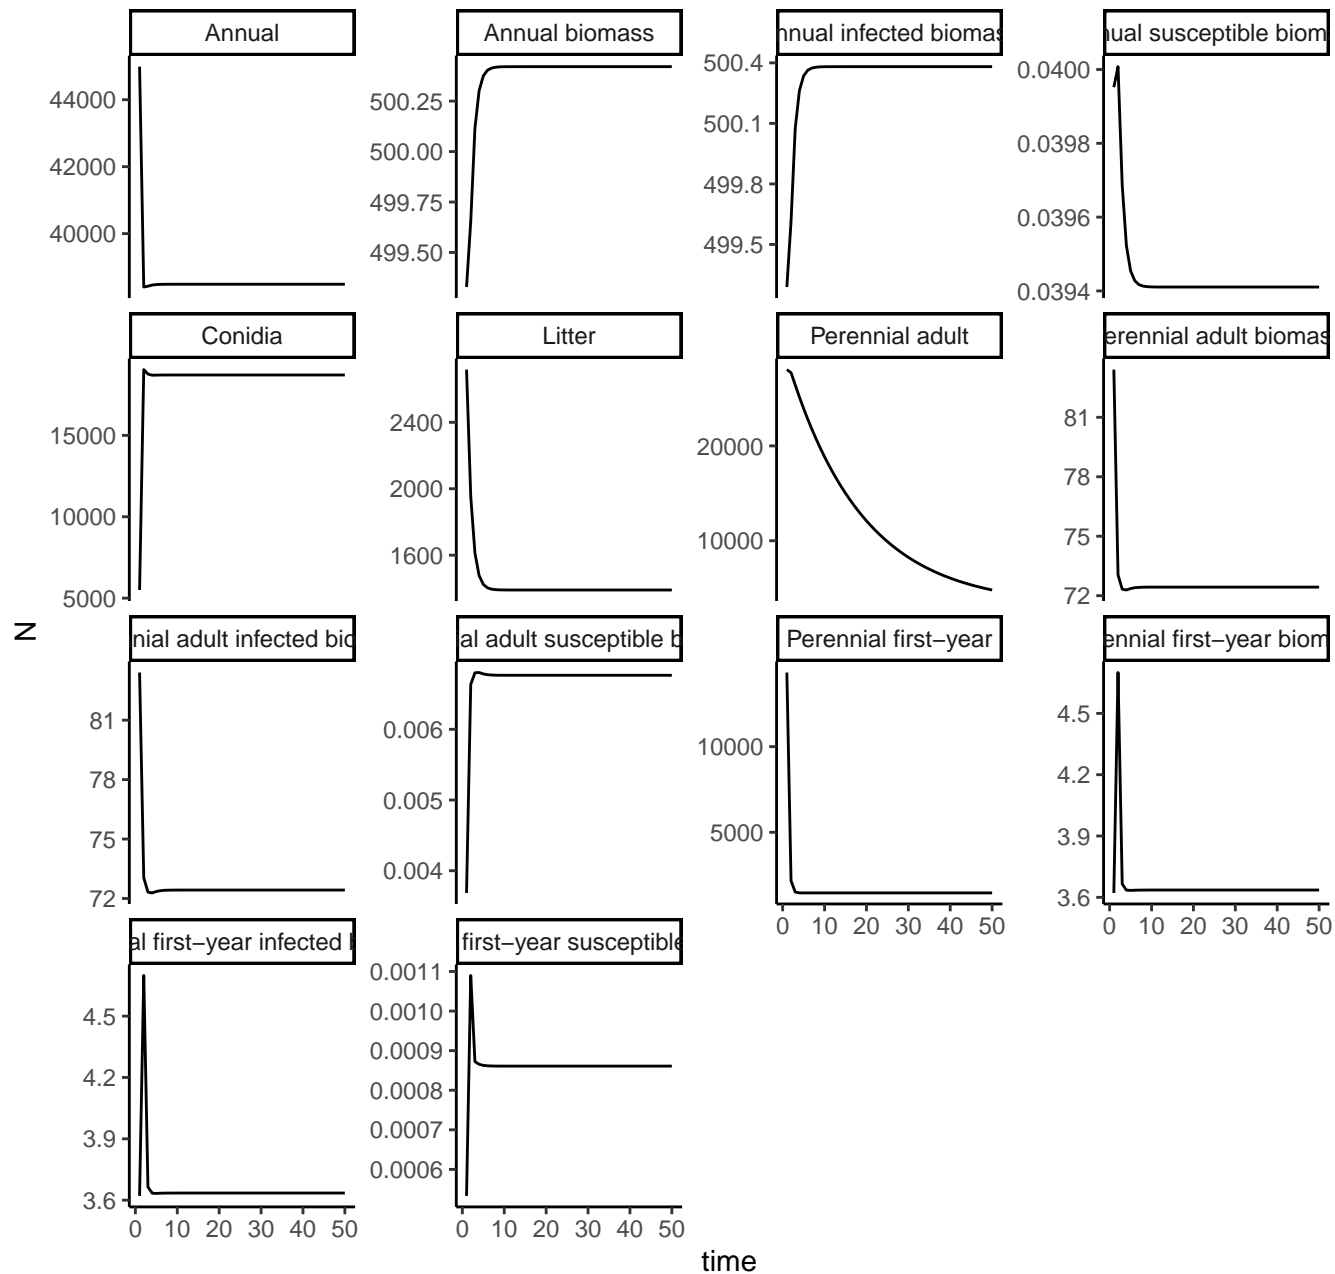 Annual
Annual biomass
nnual infected biomas
ual susceptible biom
44000
42000
40000
500.25
500.00
499.75
499.50
500.4
500.1
499.8
499.5
0.0400
0.0398
0.0396
0.0394
Conidia
Litter
Perennial adult
erennial adult biomas
15000
10000
5000
2400
2000
1600
20000
10000
81
78
75
72
N
nial adult infected bio
al adult susceptible b
Perennial first−year
ennial first−year biom
81
78
75
72
0.006
0.005
0.004
10000
5000
4.5
4.2
3.9
3.6
0 10 20 30 40 50
0 10 20 30 40 50
al first−year infected
first−year susceptible
4.5
4.2
3.9
3.6
0.0011
0.0010
0.0009
0.0008
0.0007
0.0006
0 10 20 30 40 50
0 10 20 30 40 50
time